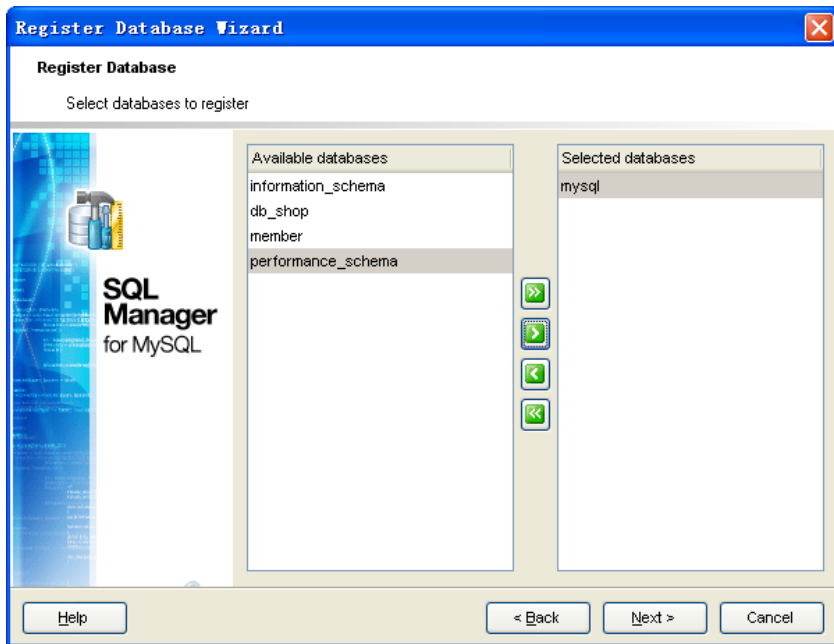 Register Database Wizard
Register Database
Select databases to register
SQL
Manager
for MySQL
Available databases
information_schema
db_shop
member
performance_schema
Selected databases
mysql
Help
< Back
Next >
Cancel